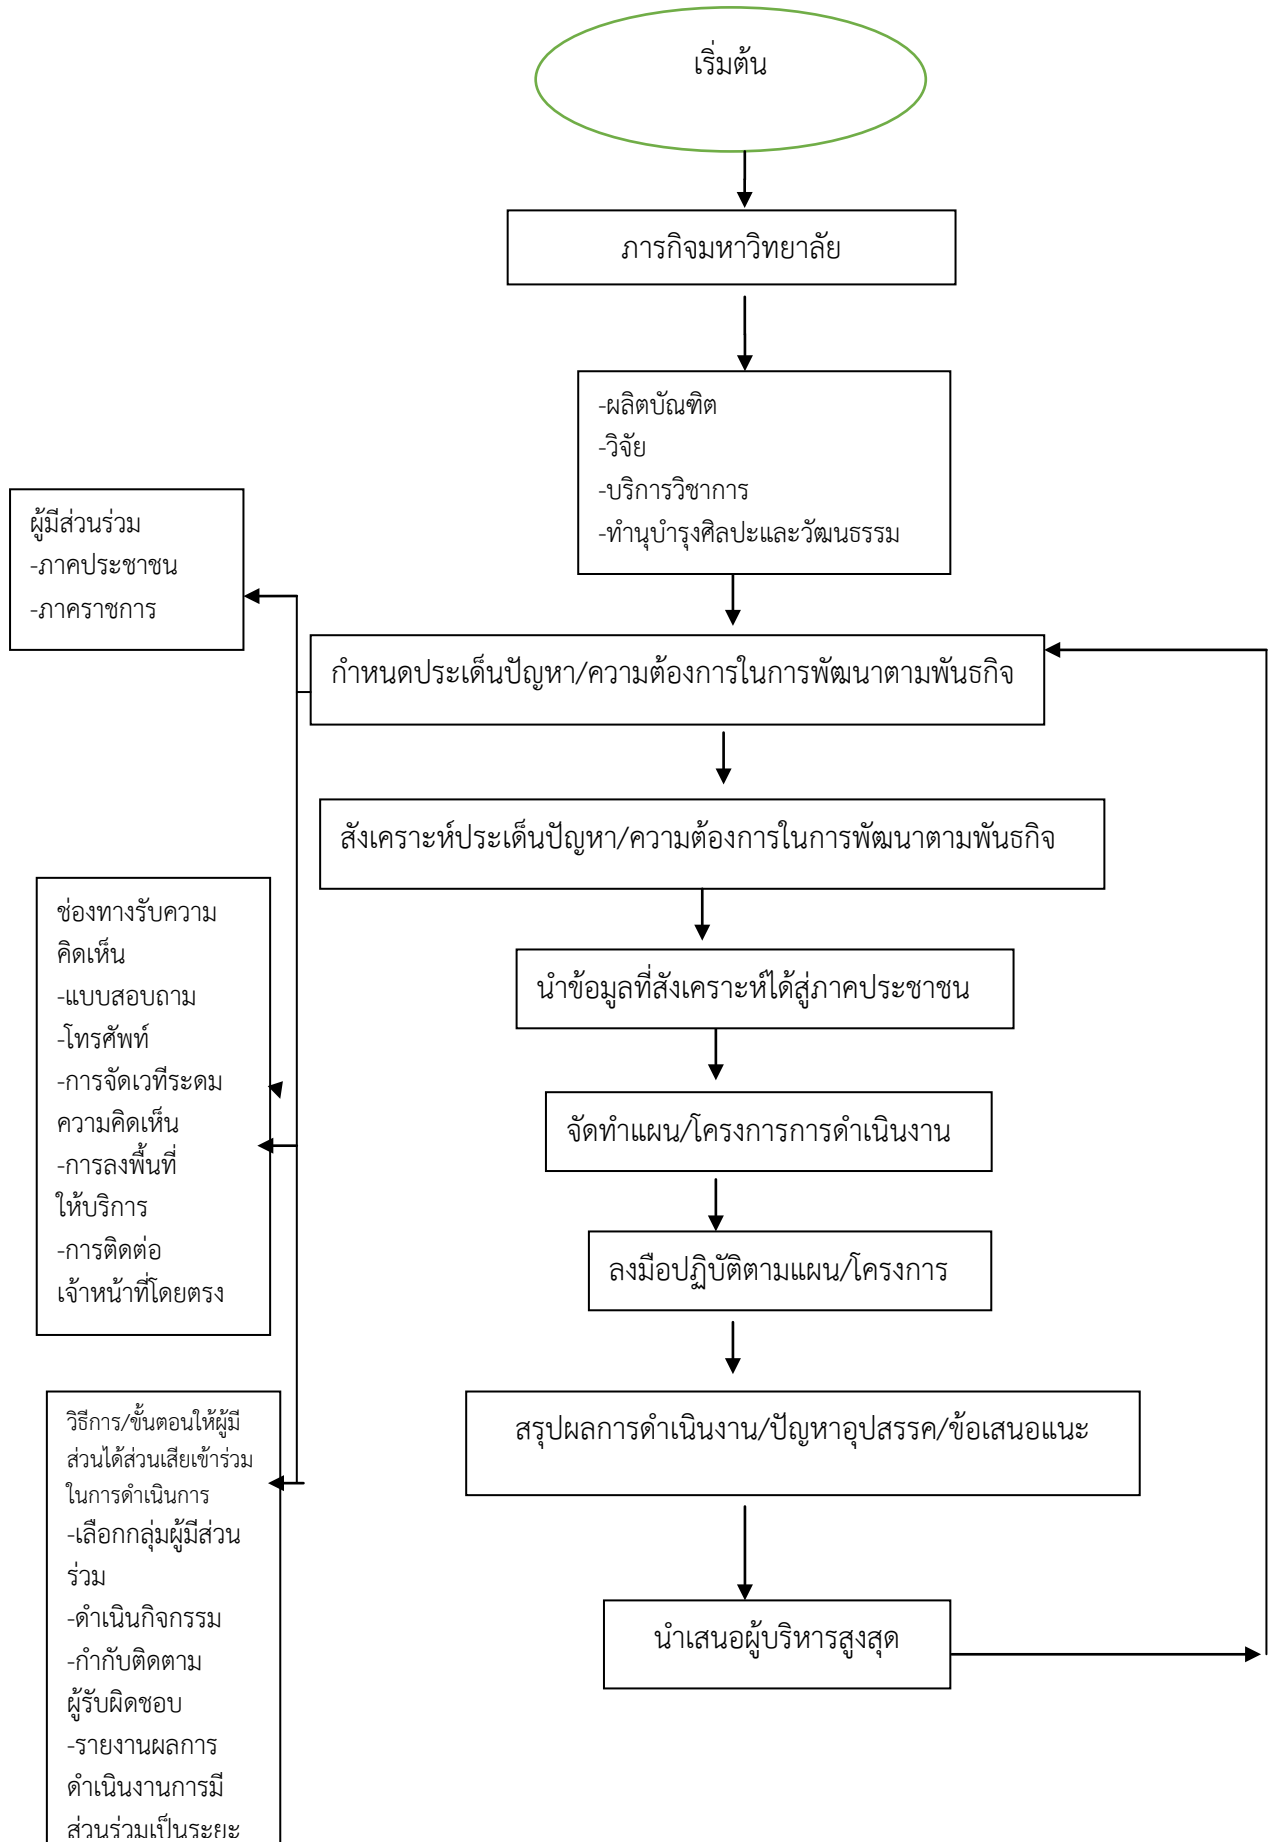 เริ่มต้น
ภารกิจมหาวิทยาลัย
-ผลิตบัณฑิต
-วิจัย
-บริการวิชาการ
-ทำนุบำรุงศิลปะและวัฒนธรรม
ผู้มีส่วนร่วม
-ภาคประชาชน
-ภาคราชการ
กำหนดประเด็นปัญหา/ความต้องการในการพัฒนาตามพันธกิจ
สังเคราะห์ประเด็นปัญหา/ความต้องการในการพัฒนาตามพันธกิจ
ช่องทางรับความ
คิดเห็น
-แบบสอบถาม
-โทรศัพท์
-การจัดเวทีระดม
ความคิดเห็น
-การลงพื้นที่
ให้บริการ
-การติดต่อ
เจ้าหน้าที่โดยตรง
นำข้อมูลที่สังเคราะห์ได้สู่ภาคประชาชน
จัดทำแผน/โครงการการดำเนินงาน
ลงมือปฏิบัติตามแผน/โครงการ
สรุปผลการดำเนินงาน/ปัญหาอุปสรรค/ข้อเสนอแนะ
วิธีการ/ขั้นตอนให้ผู้มี
ส่วนได้ส่วนเสียเข้าร่วม
ในการดำเนินการ
-เลือกกลุ่มผู้มีส่วน
ร่วม
-ดำเนินกิจกรรม
-กำกับติดตาม
ผู้รับผิดชอบ
-รายงานผลการ
ดำเนินงานการมี
ส่วนร่วมเป็นระยะ
นำเสนอผู้บริหารสูงสุด